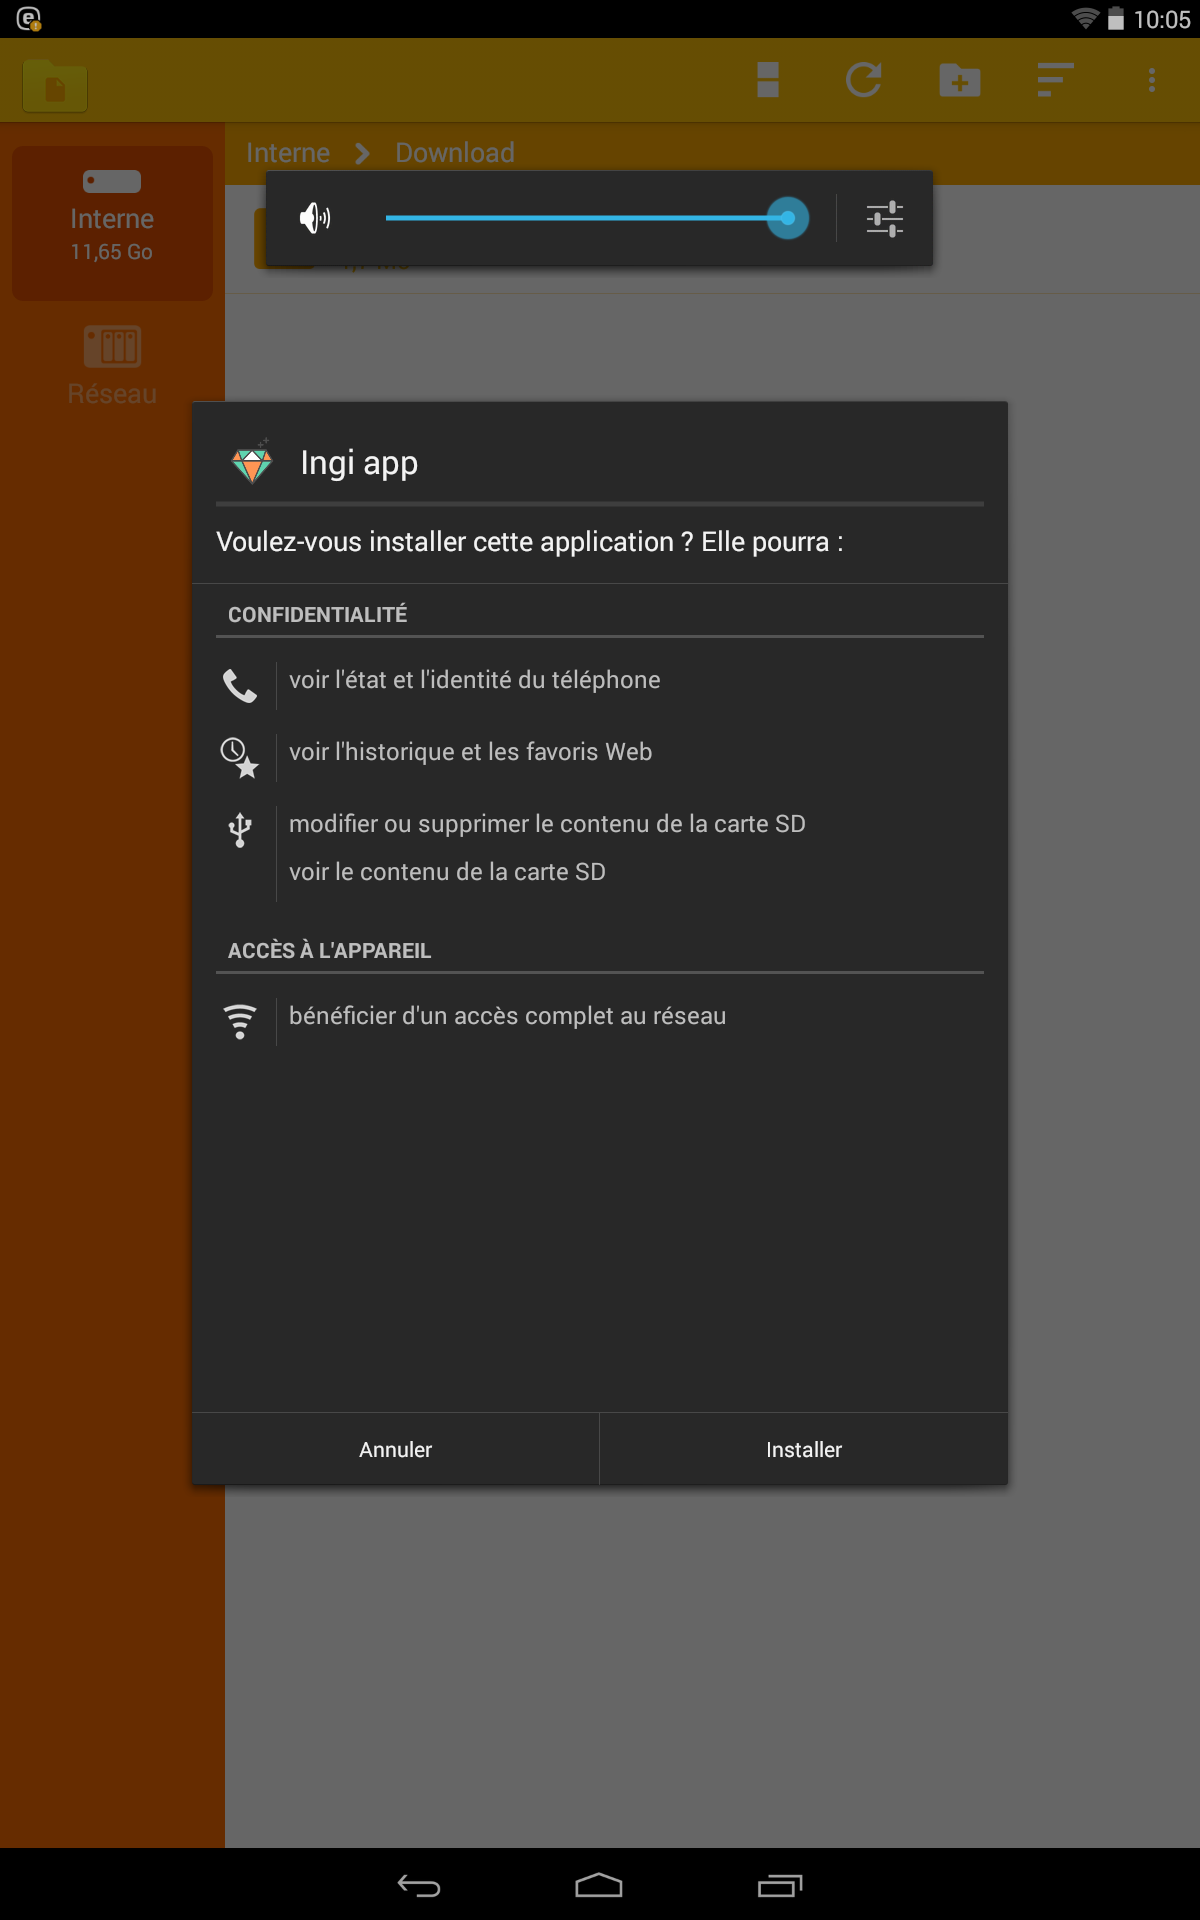 10:05
Interne
Download
Interne
11,65 Go
Réseau
Ingi app
Voulez-vous installer cette application ? Elle pourra :
CONFIDENTIALITÉ
voir l'état et l'identité du téléphone
voir l'historique et les favoris Web
modifier ou supprimer le contenu de la carte SD
voir le contenu de la carte SD
ACCÈS À L'APPAREIL
bénéficier d'un accès complet au réseau
Annuler
Installer